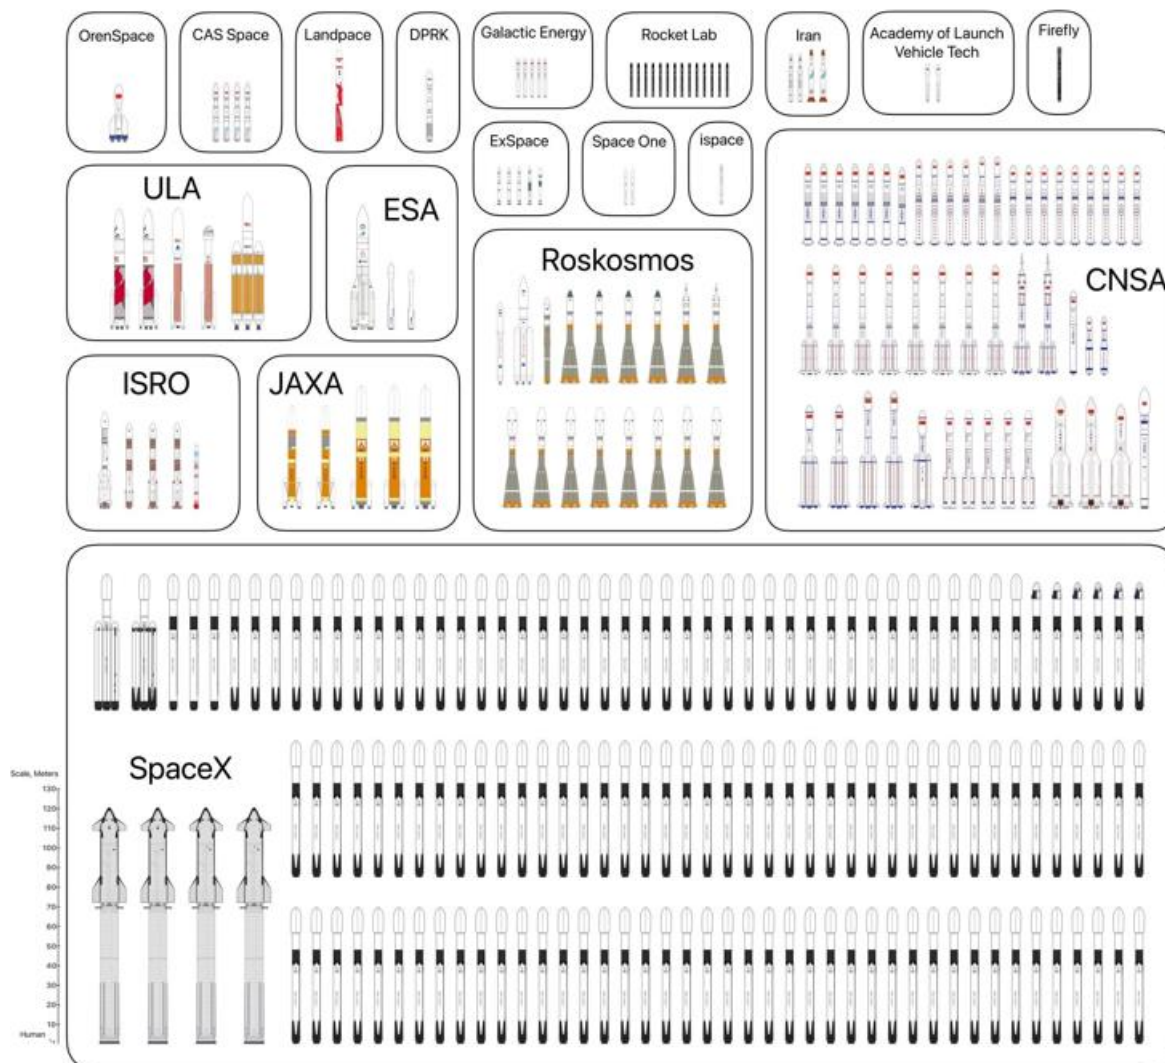 OrenSpace
CAS Space
Landpace
DPRK
Galactic Energy
Rocket Lab
Iran
Academy of Launch
Vehicle Tech
Firefly
ExSpace
Space One
ispace
ULA
ESA
Roskosmos
CNSA
ISRO
JAXA
SpaceX
Scale, Meters
130
120
110
100
90
80
70
60
50
40
30
20
10
Human